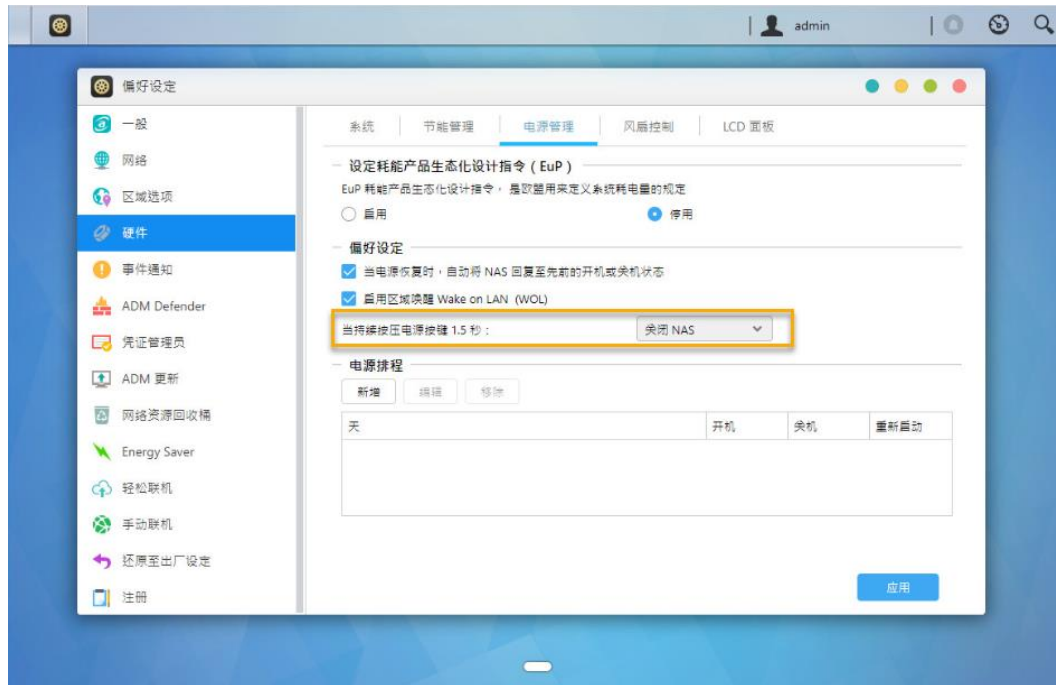 admin
偏好设定
一般
网络
区域选项
硬件
事件通知
ADM Defender
凭证管理员
ADM 更新
网络资源回收桶
Energy Saver
轻松联机
手动联机
还原至出厂设定
注册
系统 节能管理 电源管理 风扇控制 LCD 面板
设定耗能产品生态化设计指令 ( EuP )
EuP 耗能产品生态化设计指令， 是欧盟用来定义系统耗电量的规定
启用 停用
偏好设定
当电源恢复时，自动将 NAS 回复至先前的开机或关机状态
启用区域唤醒 Wake on LAN (WOL)
当持续按压电源按键 1.5 秒： 关闭 NAS
电源排程
新增 编辑 移除
天 开机 关机 重新启动
应用